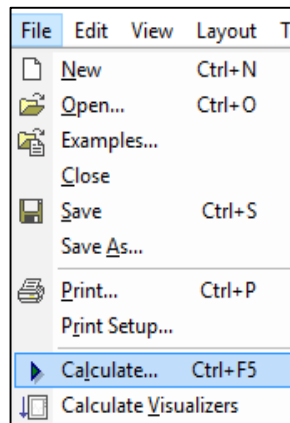 File Edit View Layout T
New Ctrl+N
Open... Ctrl+O
Examples...
Close
Save Ctrl+S
Save As...
Print... Ctrl+P
Print Setup...
Calculate... Ctrl+F5
Calculate Visualizers